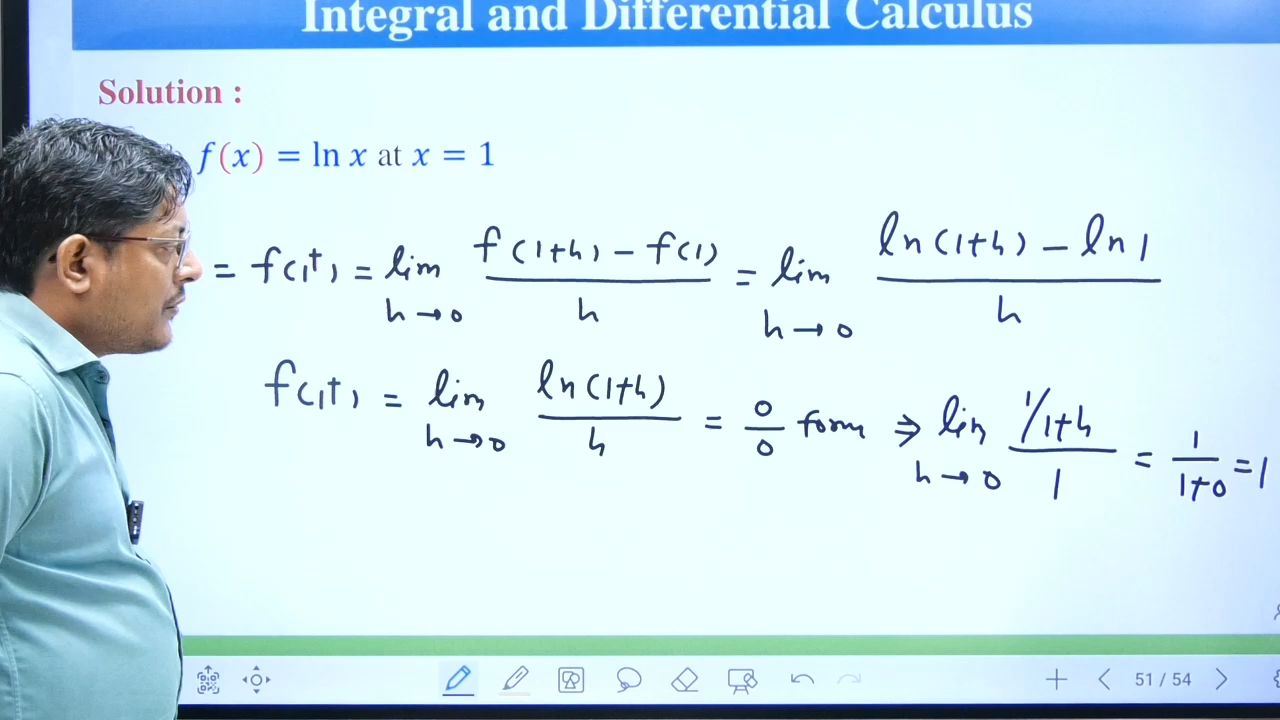 Integral and Differential Calculus
Solution :
f(x) = ln x at x = 1
= f(1⁺) = lim h→0 (f(1+h) − f(1))/h = lim h→0 (ln(1+h) − ln 1)/h
f(1⁺) = lim h→0 ln(1+h)/h = 0/0 form ⇒ lim h→0 (1/1+h)/1 = 1/(1+0) = 1
51 / 54